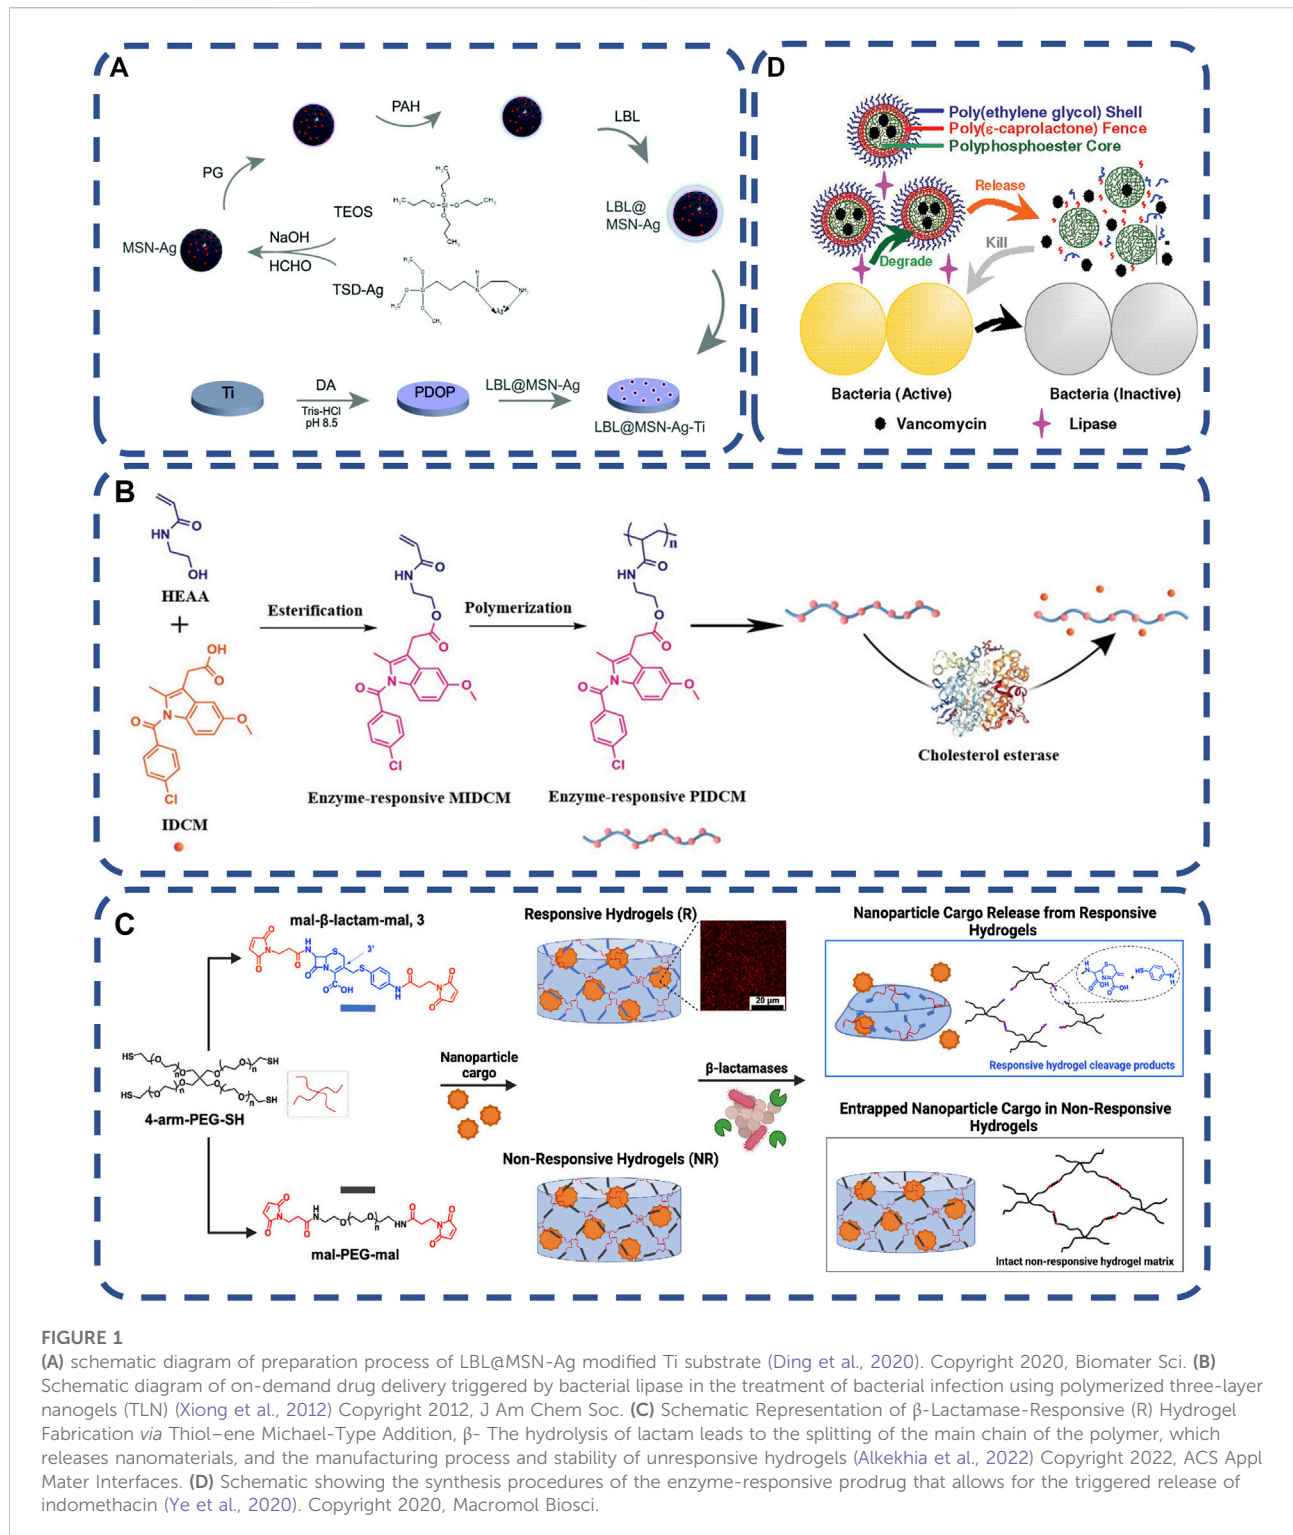 A
PAH
LBL
PG
TEOS
LBL@
MSN-Ag
MSN-Ag
NaOH
HCHO
TSD-Ag
Ti
DA
Tris-HCl
pH 8.5
PDOP
LBL@MSN-Ag
LBL@MSN-Ag-Ti
D
Poly(ethylene glycol) Shell
Poly(ε-caprolactone) Fence
Polyphosphoester Core
Release
Kill
Degrade
Bacteria (Active)
Bacteria (Inactive)
Vancomycin
Lipase
B
O
HN
OH
HEAA
+
OH
O
N
O
O
Cl
IDCM
Esterification
O
HN
O
O
N
O
O
Cl
Enzyme-responsive MIDCM
Polymerization
n
O
HN
O
O
N
O
O
Cl
Enzyme-responsive PIDCM
Cholesterol esterase
C
mal-β-lactam-mal, 3
3'
4-arm-PEG-SH
mal-PEG-mal
Nanoparticle
cargo
Responsive Hydrogels (R)
20 μm
Non-Responsive Hydrogels (NR)
β-lactamases
Nanoparticle Cargo Release from Responsive
Hydrogels
Responsive hydrogel cleavage products
Entrapped Nanoparticle Cargo in Non-Responsive
Hydrogels
Intact non-responsive hydrogel matrix
FIGURE 1
(A) schematic diagram of preparation process of LBL@MSN-Ag modified Ti substrate (Ding et al., 2020). Copyright 2020, Biomater Sci. (B)
Schematic diagram of on-demand drug delivery triggered by bacterial lipase in the treatment of bacterial infection using polymerized three-layer
nanogels (TLN) (Xiong et al., 2012) Copyright 2012, J Am Chem Soc. (C) Schematic Representation of β-Lactamase-Responsive (R) Hydrogel
Fabrication via Thiol–ene Michael-Type Addition, β- The hydrolysis of lactam leads to the splitting of the main chain of the polymer, which
releases nanomaterials, and the manufacturing process and stability of unresponsive hydrogels (Alkekhia et al., 2022) Copyright 2022, ACS Appl
Mater Interfaces. (D) Schematic showing the synthesis procedures of the enzyme-responsive prodrug that allows for the triggered release of
indomethacin (Ye et al., 2020). Copyright 2020, Macromol Biosci.